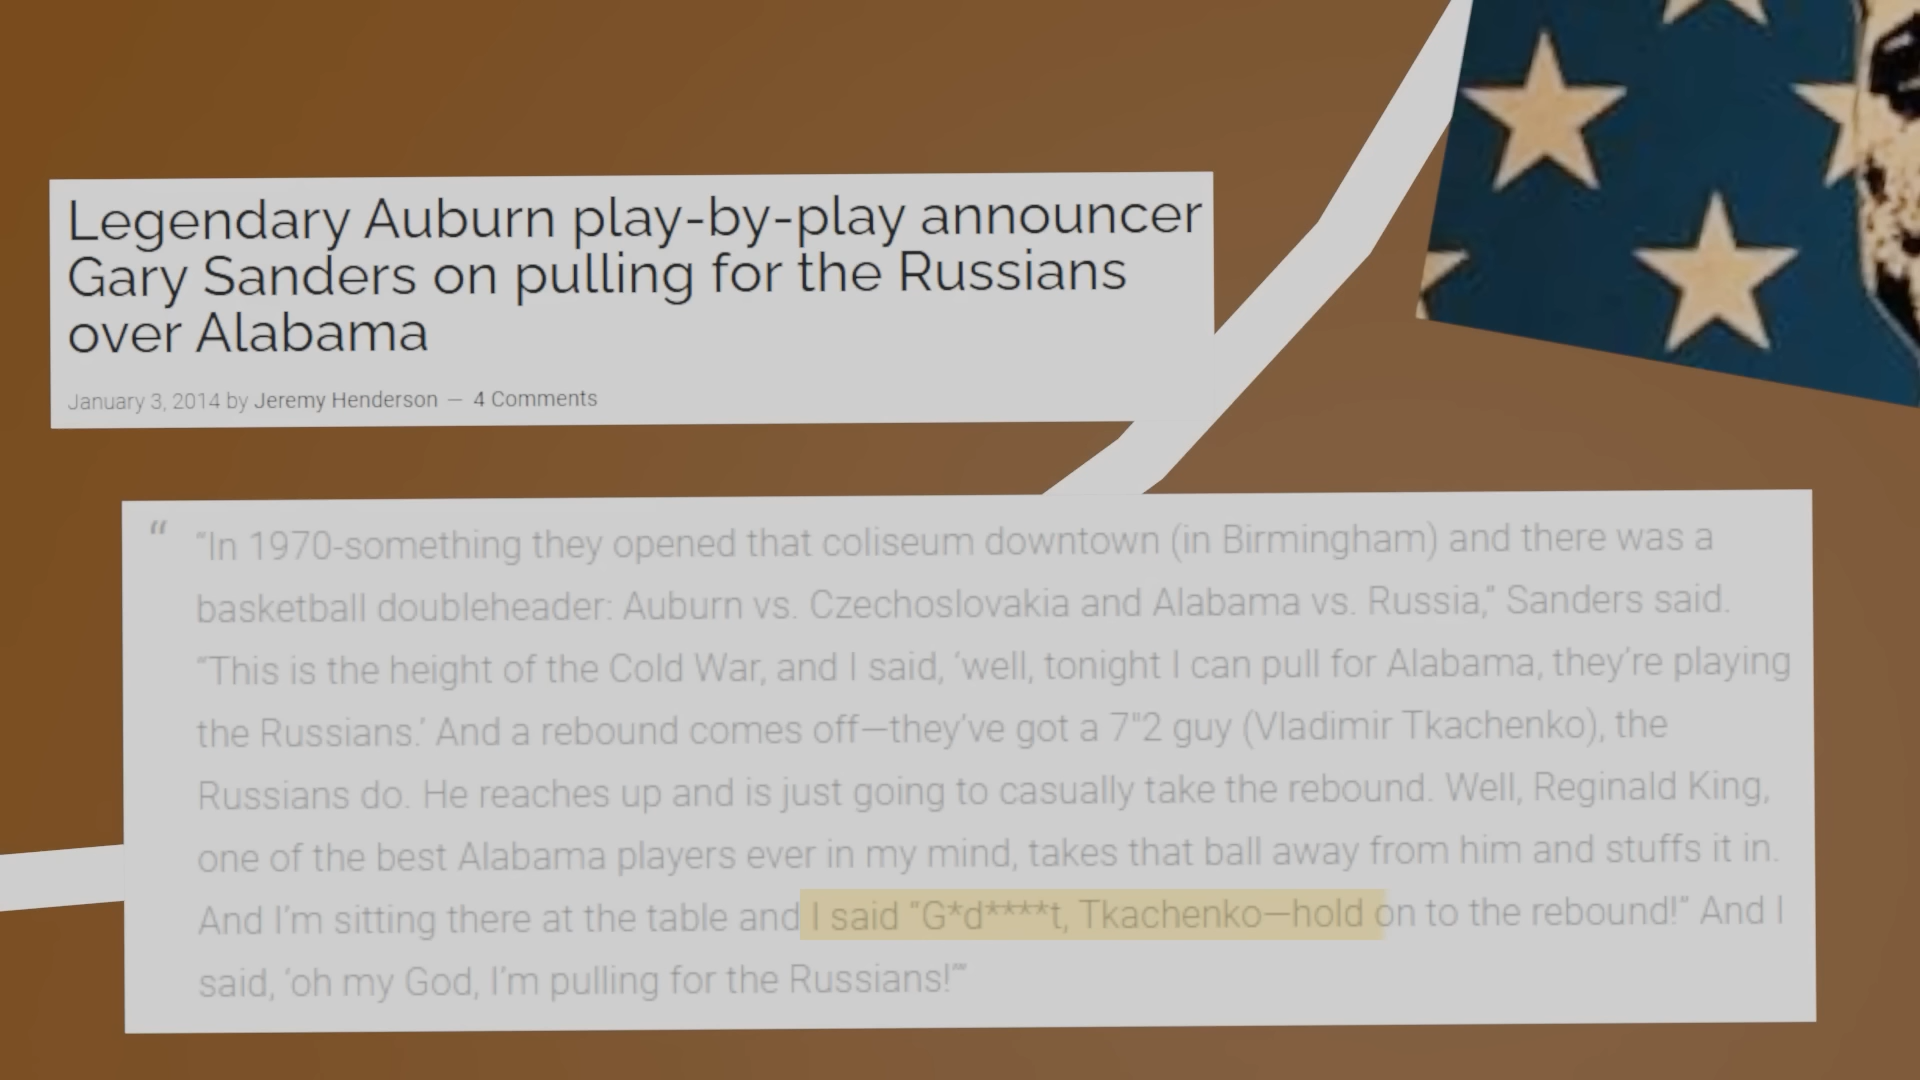 Legendary Auburn play-by-play announcer
Gary Sanders on pulling for the Russians
over Alabama
January 3, 2014 by Jeremy Henderson — 4 Comments
“ “In 1970-something they opened that coliseum downtown (in Birmingham) and there was a
basketball doubleheader: Auburn vs. Czechoslovakia and Alabama vs. Russia,” Sanders said.
“This is the height of the Cold War, and I said, ‘well, tonight I can pull for Alabama, they’re playing
the Russians.’ And a rebound comes off—they’ve got a 7"2 guy (Vladimir Tkachenko), the
Russians do. He reaches up and is just going to casually take the rebound. Well, Reginald King,
one of the best Alabama players ever in my mind, takes that ball away from him and stuffs it in.
And I’m sitting there at the table and I said “G*d****t, Tkachenko—hold on to the rebound!” And I
said, ‘oh my God, I’m pulling for the Russians!’”